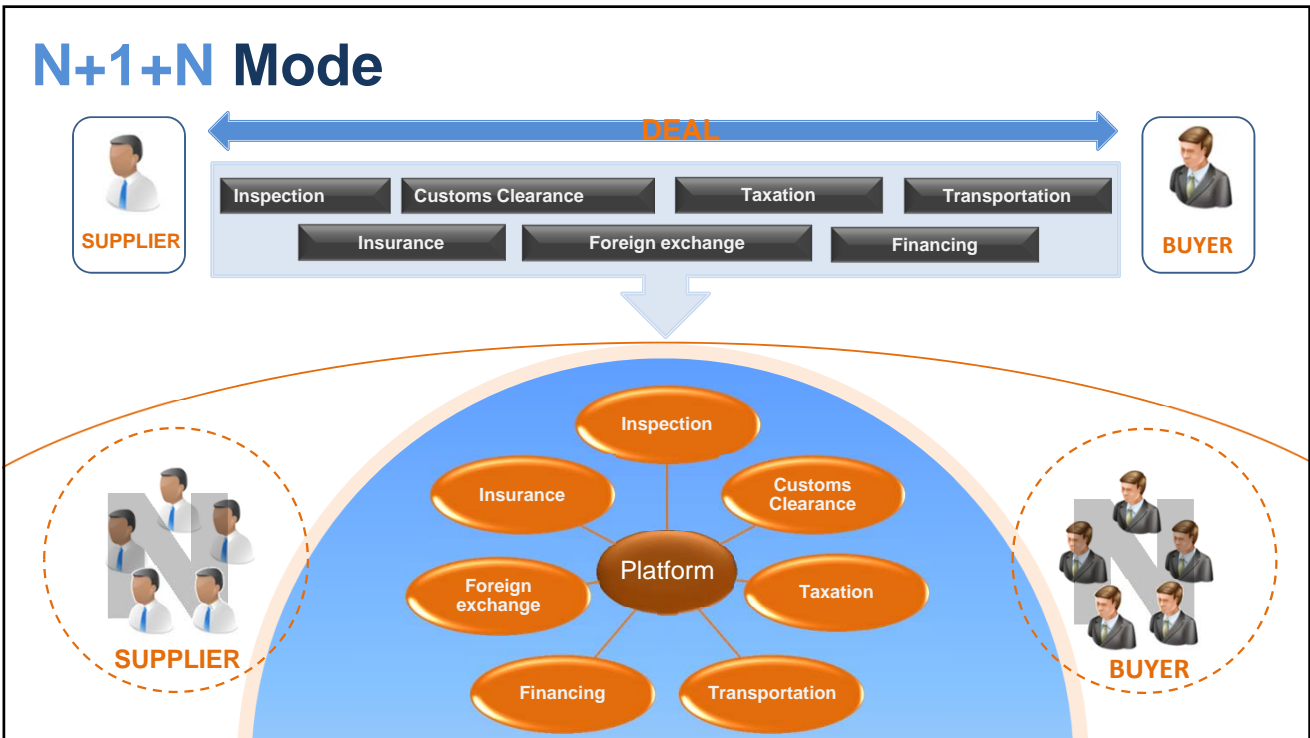 N+1+N Mode
DEAL
SUPPLIER
BUYER
Inspection
Customs Clearance
Taxation
Transportation
Insurance
Foreign exchange
Financing
Inspection
Insurance
Customs
Clearance
Platform
Foreign
exchange
Taxation
Financing
Transportation
N
SUPPLIER
N
BUYER